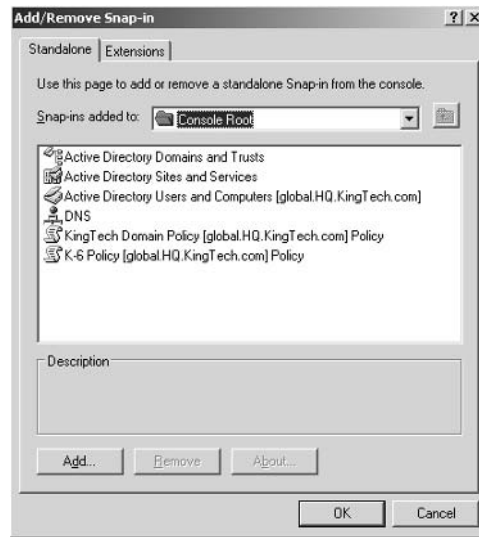 Add/Remove Snap-in
Standalone
Extensions
Use this page to add or remove a standalone Snap-in from the console.
Snap-ins added to:
Console Root
Active Directory Domains and Trusts
Active Directory Sites and Services
Active Directory Users and Computers [global.HQ.KingTech.com]
DNS
KingTech Domain Policy [global.HQ.KingTech.com] Policy
K-6 Policy [global.HQ.KingTech.com] Policy
Description
Add...
Remove
About...
OK
Cancel